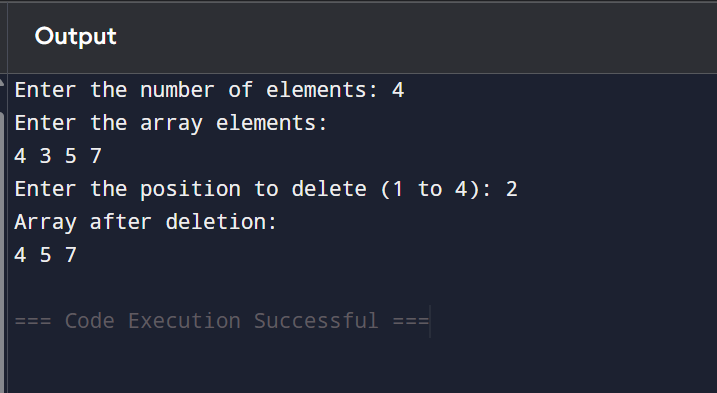 Output
Enter the number of elements: 4
Enter the array elements:
4 3 5 7
Enter the position to delete (1 to 4): 2
Array after deletion:
4 5 7
=== Code Execution Successful ===